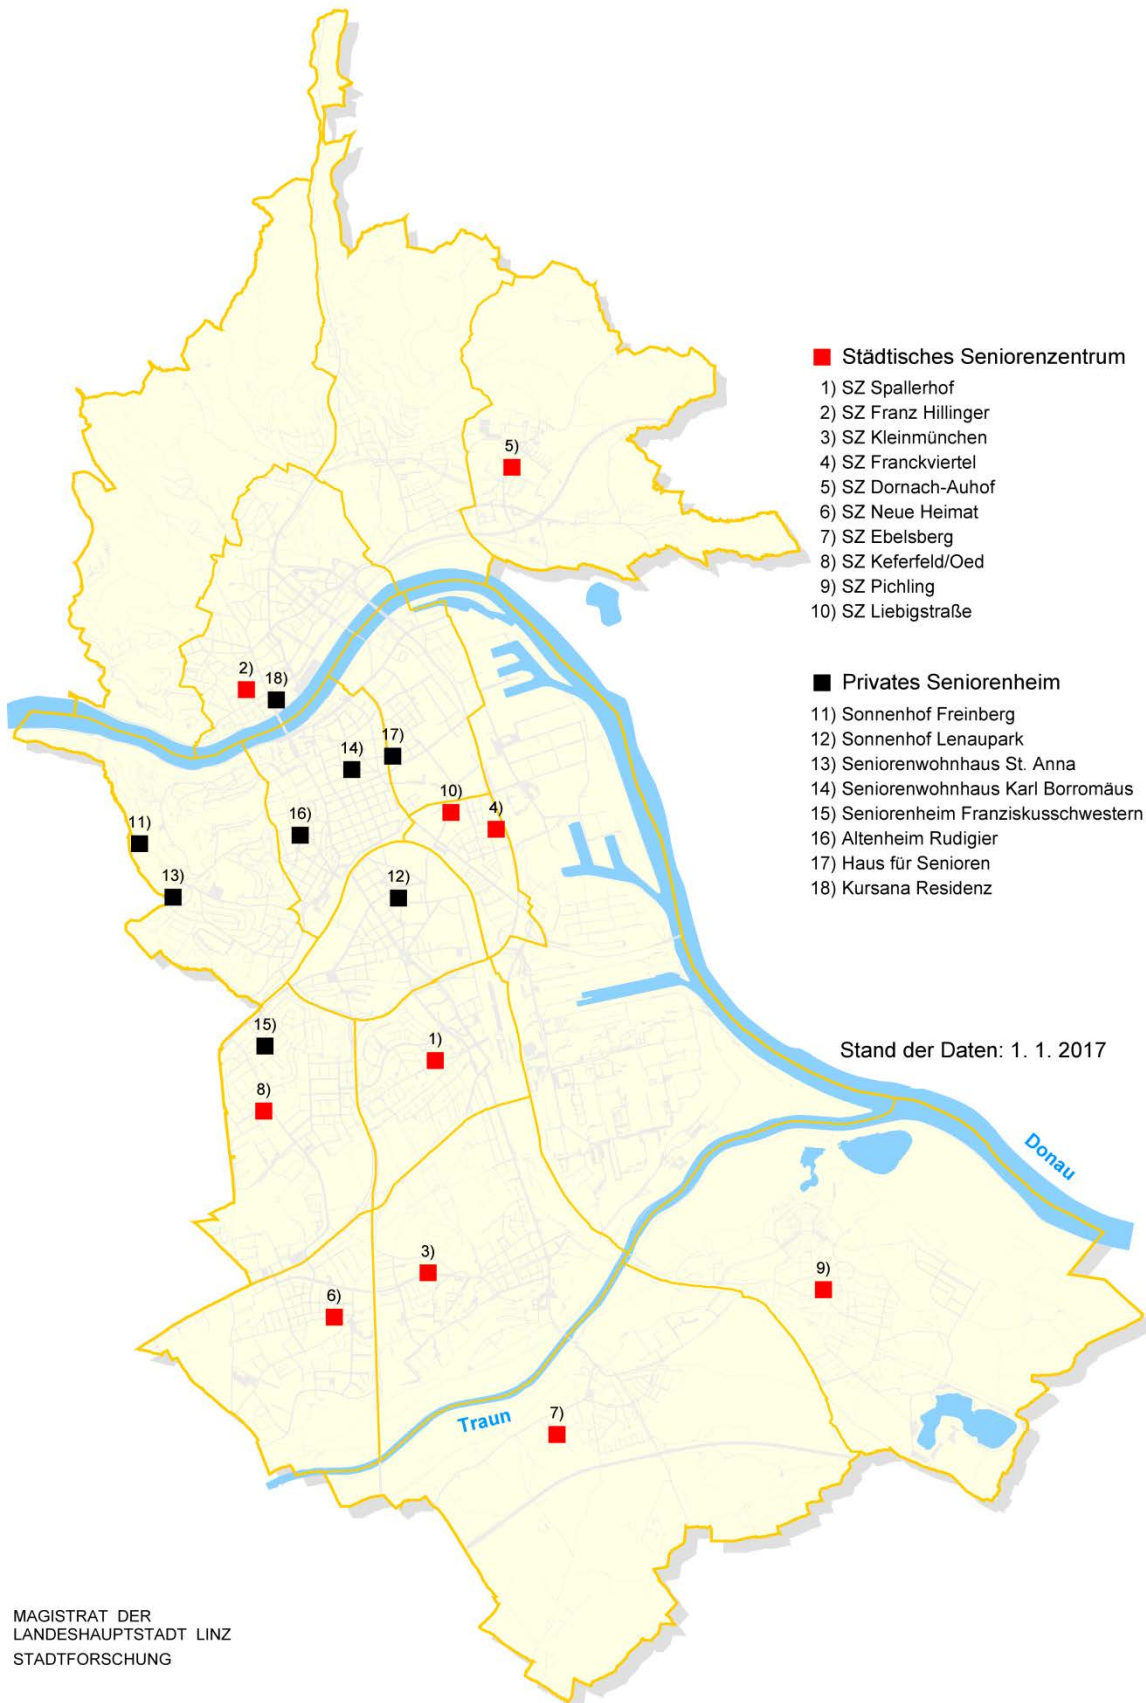 5)
2)
18)
17)
14)
10)
4)
16)
11)
13)
12)
15)
1)
8)
3)
6)
9)
7)
Donau
Traun
Städtisches Seniorenzentrum
1) SZ Spallerhof
2) SZ Franz Hillinger
3) SZ Kleinmünchen
4) SZ Franckviertel
5) SZ Dornach-Auhof
6) SZ Neue Heimat
7) SZ Ebelsberg
8) SZ Keferfeld/Oed
9) SZ Pichling
10) SZ Liebigstraße
Privates Seniorenheim
11) Sonnenhof Freinberg
12) Sonnenhof Lenaupark
13) Seniorenwohnhaus St. Anna
14) Seniorenwohnhaus Karl Borromäus
15) Seniorenheim Franziskusschwestern
16) Altenheim Rudigier
17) Haus für Senioren
18) Kursana Residenz
Stand der Daten: 1. 1. 2017
MAGISTRAT DER
LANDESHAUPTSTADT LINZ
STADTFORSCHUNG